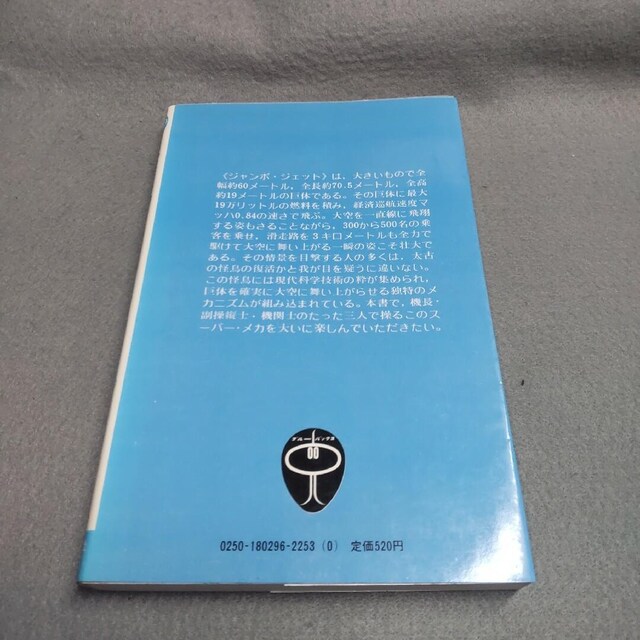 《ジャンボ・ジェット》は，大きいもので全
幅約60メートル，全長約70.5メートル，全高
約19メートルの巨体である。その巨体に最大
19万リットルの燃料を積み，経済巡航速度マ
ッハ0.84の速さで飛ぶ。大空を一直線に飛翔
する姿もさることながら，300から500名の乗
客を乗せ，滑走路を3キロメートルも全力で
駆けて大空に舞い上がる一瞬の姿こそ壮大で
ある。その情景を目撃する人の多くは，太古
の怪鳥の復活かと我が目を疑うに違いない。
この怪鳥には現代科学技術の粋が集められ，
巨体を確実に大空に舞い上がらせる独特のメ
カニズムが組み込まれている。本書で，機長・
副操縦士・機関士のたった三人で操るこのス
ーパー・メカを大いに楽しんでいただきたい。
ブルーバックス
0250-180296-2253 (0) 定価520円